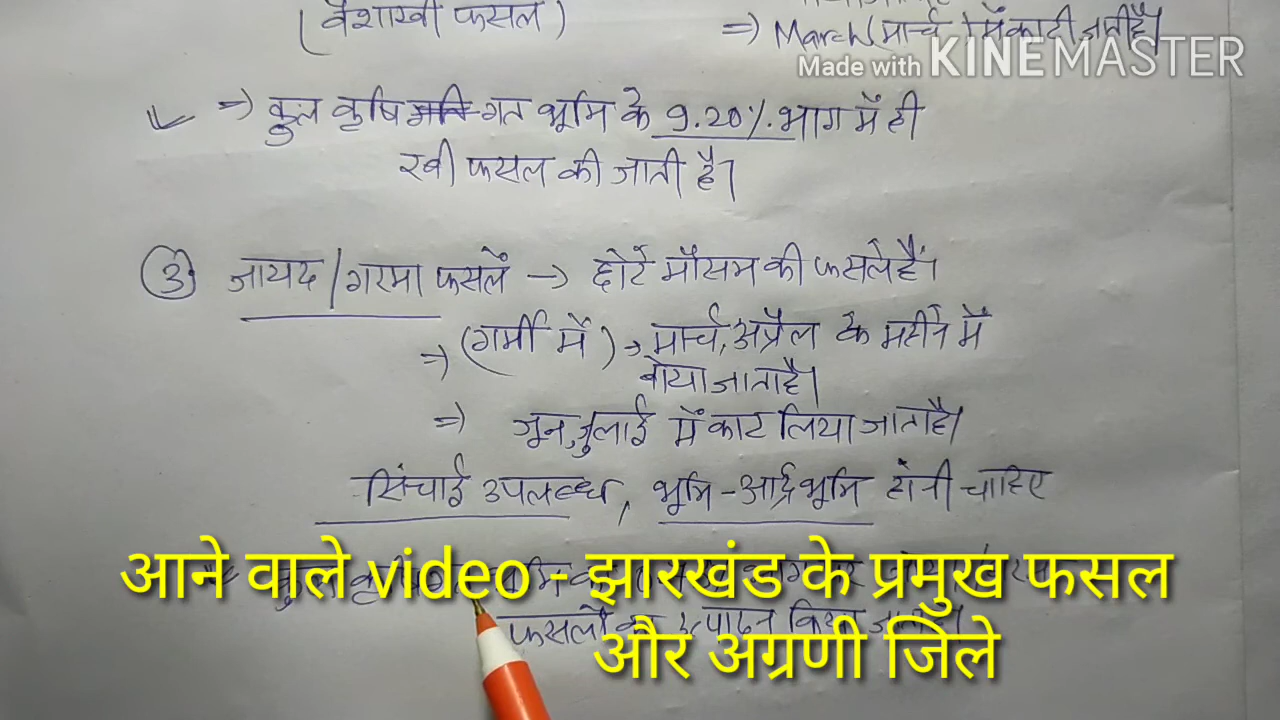 (वैशाखी फसल)
=) March(मार्च) में काटी जाती है।
Made with KINEMASTER
=) कुल कृषि गत भूमि के 9.20% भाग में ही
रबी फसल की जाती है।
③ जायद/गरमा फसलें → छोटे मौसम की फसले हैं।
=) (गर्मी में) → मार्च, अप्रैल के महीने में
बोया जाता है।
=) जून, जुलाई में काट लिया जाता है।
सिंचाई उपलब्ध, भूमि - आर्द्र भूमि होनी चाहिए
आने वाले video - झारखंड के प्रमुख फसल
फसलों का उत्पादन किया जाता है।
और अग्रणी जिले